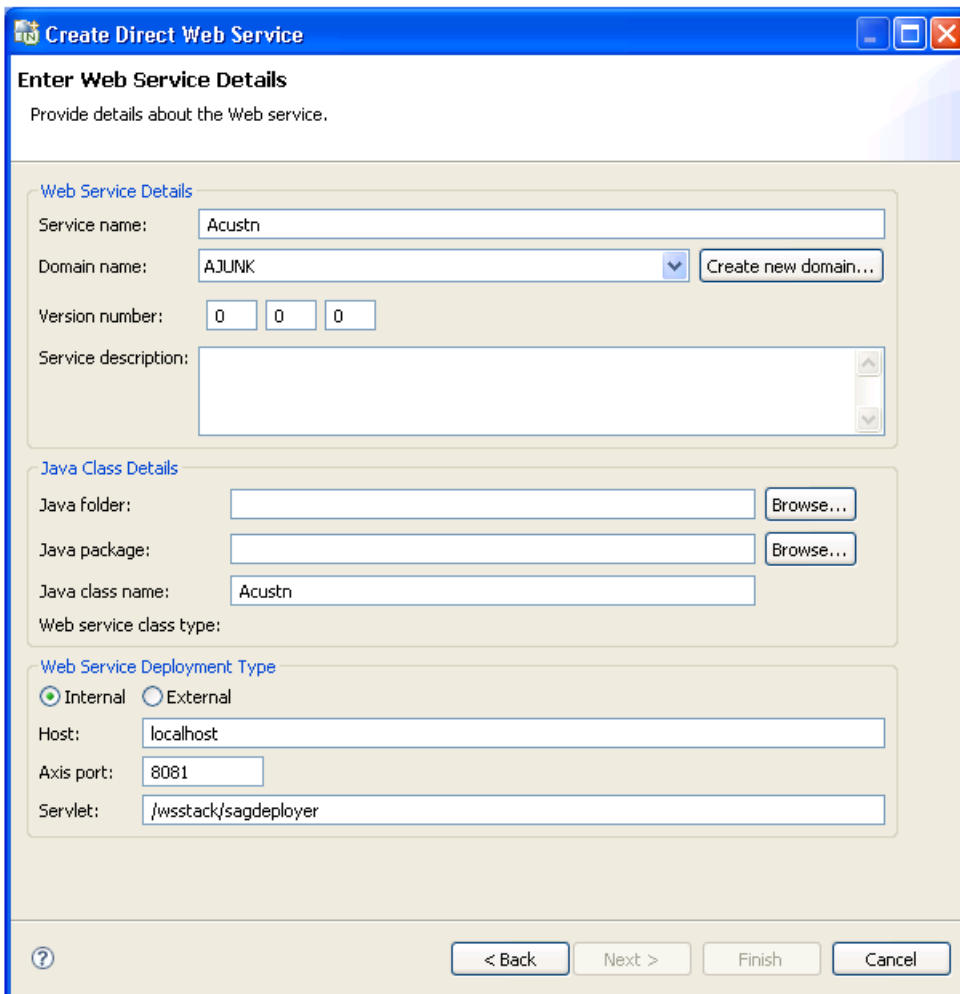 Create Direct Web Service
Enter Web Service Details
Provide details about the Web service.
Web Service Details
Service name: Acustn
Domain name: AJUNK Create new domain...
Version number: 0 0 0
Service description:
Java Class Details
Java folder: Browse...
Java package: Browse...
Java class name: Acustn
Web service class type:
Web Service Deployment Type
Internal External
Host: localhost
Axis port: 8081
Servlet: /wsstack/sagdeployer
? < Back Next > Finish Cancel